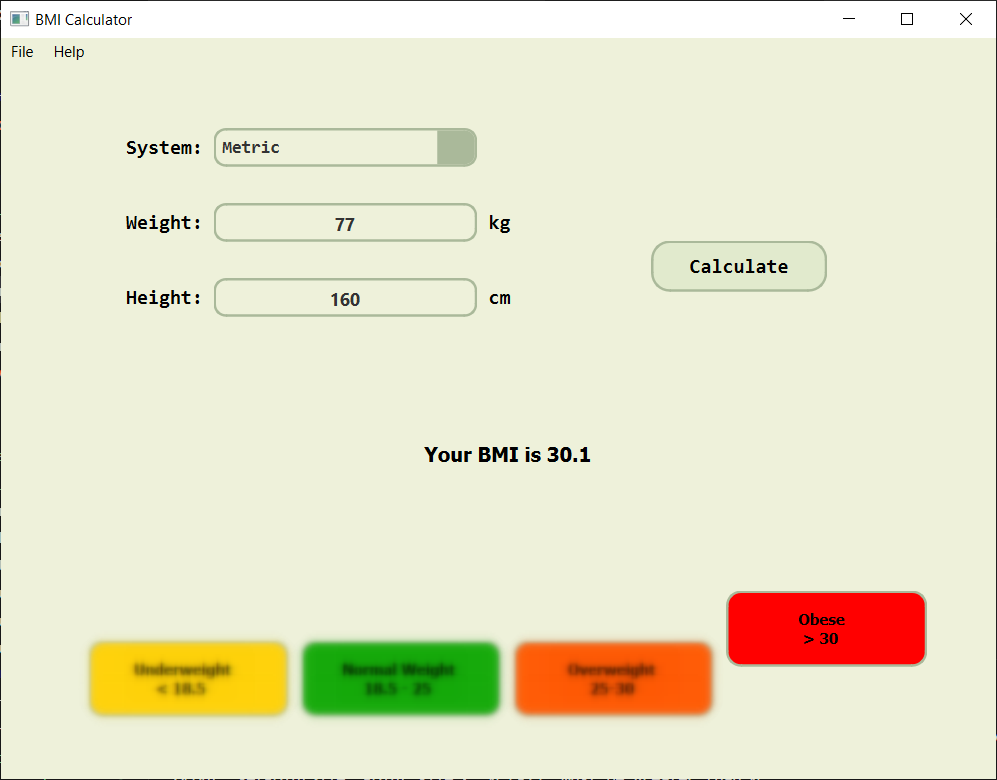 BMI Calculator
File Help
System: Metric
Weight: 77 kg
Calculate
Height: 160 cm
Your BMI is 30.1
Obese
> 30
Underweight
< 18.5
Normal Weight
18.5 - 25
Overweight
25-30